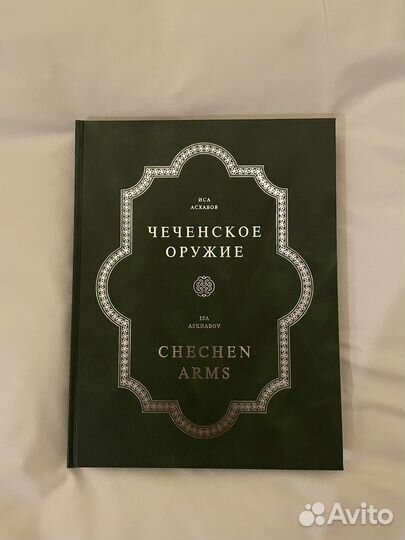 ИСА
АСХАБОВ
ЧЕЧЕНСКОЕ
ОРУЖИЕ
ISA
ASKHABOV
CHECHEN
ARMS
Avito